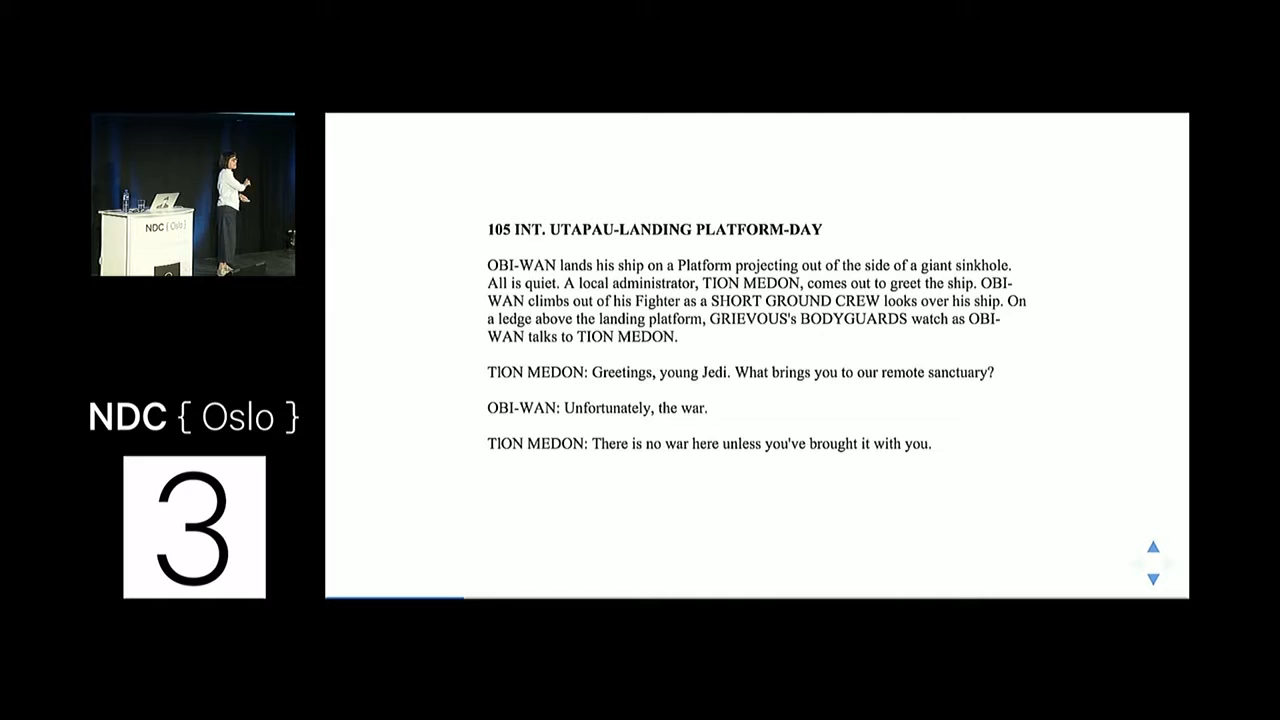 NDC { Oslo }
NDC { Oslo }
3
105 INT. UTAPAU-LANDING PLATFORM-DAY
OBI-WAN lands his ship on a Platform projecting out of the side of a giant sinkhole.
All is quiet. A local administrator, TION MEDON, comes out to greet the ship. OBI-
WAN climbs out of his Fighter as a SHORT GROUND CREW looks over his ship. On
a ledge above the landing platform, GRIEVOUS's BODYGUARDS watch as OBI-
WAN talks to TION MEDON.
TION MEDON: Greetings, young Jedi. What brings you to our remote sanctuary?
OBI-WAN: Unfortunately, the war.
TION MEDON: There is no war here unless you've brought it with you.